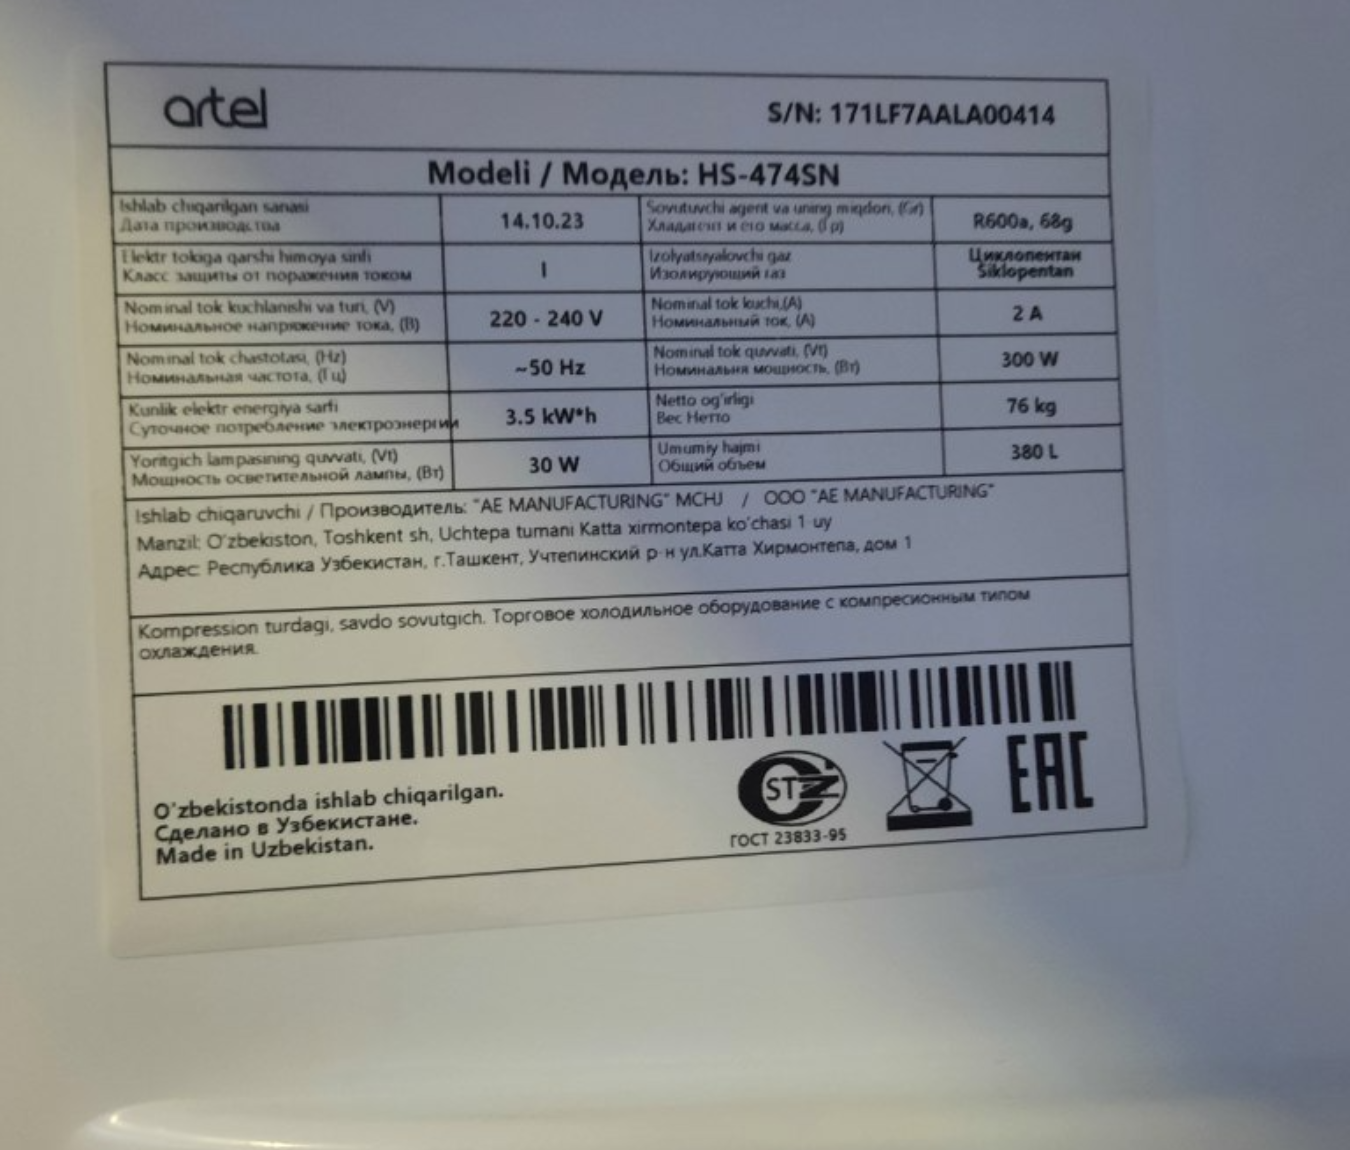 artel
S/N: 171LF7AALA00414
Modeli / Модель: HS-474SN
Ishlab chiqarilgan sanasi
Дата производства
14.10.23
Sovutuvchi agent va uning miqdori, (Gr)
Хладагент и его масса, (Гр)
R600a, 68g
Elektr tokiga qarshi himoya sinfi
Класс защиты от поражения током
I
Izolyatsiyalovchi gaz
Изолирующий газ
Циклопентан
Siklopentan
Nominal tok kuchlanishi va turi, (V)
Номинальное напряжение тока, (В)
220 - 240 V
Nominal tok kuchi,(A)
Номинальный ток, (А)
2 A
Nominal tok chastotasi, (Hz)
Номинальная частота, (Гц)
~50 Hz
Nominal tok quvvati, (Vt)
Номинальня мощность, (Вт)
300 W
Kunlik elektr energiya sarfi
Суточное потребление электроэнергии
3.5 kW*h
Netto og'irligi
Вес Нетто
76 kg
Yoritgich lampasining quvvati, (Vt)
Мощность осветительной лампы, (Вт)
30 W
Umumiy hajmi
Общий объем
380 L
Ishlab chiqaruvchi / Производитель: "AE MANUFACTURING" MCHJ / ООО "AE MANUFACTURING"
Manzil: O'zbekiston, Toshkent sh, Uchtepa tumani Katta xirmontepa ko'chasi 1 uy
Адрес: Республика Узбекистан, г.Ташкент, Учтепинский р-н ул.Катта Хирмонтепа, дом 1
Kompression turdagi, savdo sovutgich. Торговое холодильное оборудование с компресионным типом
охлаждения.
O'zbekistonda ishlab chiqarilgan.
Сделано в Узбекистане.
Made in Uzbekistan.
STZ
ГОСТ 23833-95
EAC